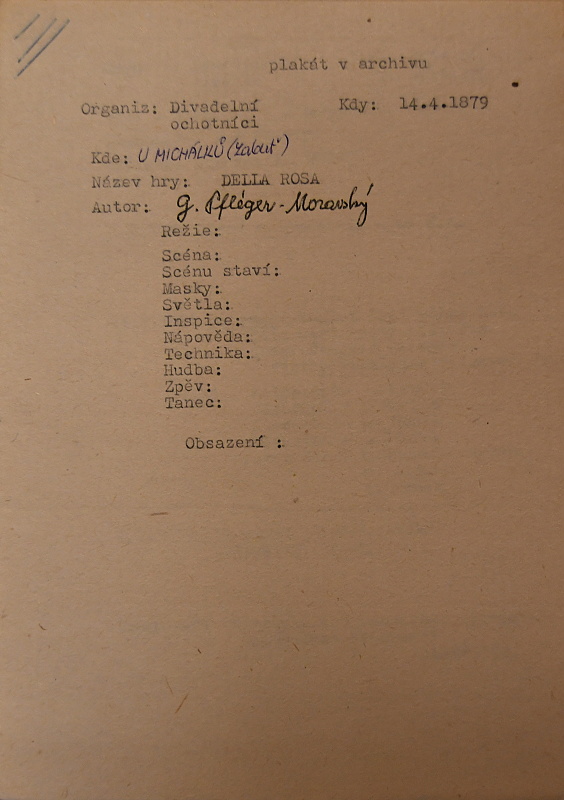 plakát v archivu
Organiz: Divadelní Kdy: 14.4.1879
ochotníci
Kde: U MICHÁLKŮ
Název hry: DELLA ROSA
Autor: G. Pfléger-Moravský
Režie:
Scéna:
Scénu staví:
Masky:
Světla:
Inspice:
Nápověda:
Technika:
Hudba:
Zpěv:
Tanec:
Obsazení :